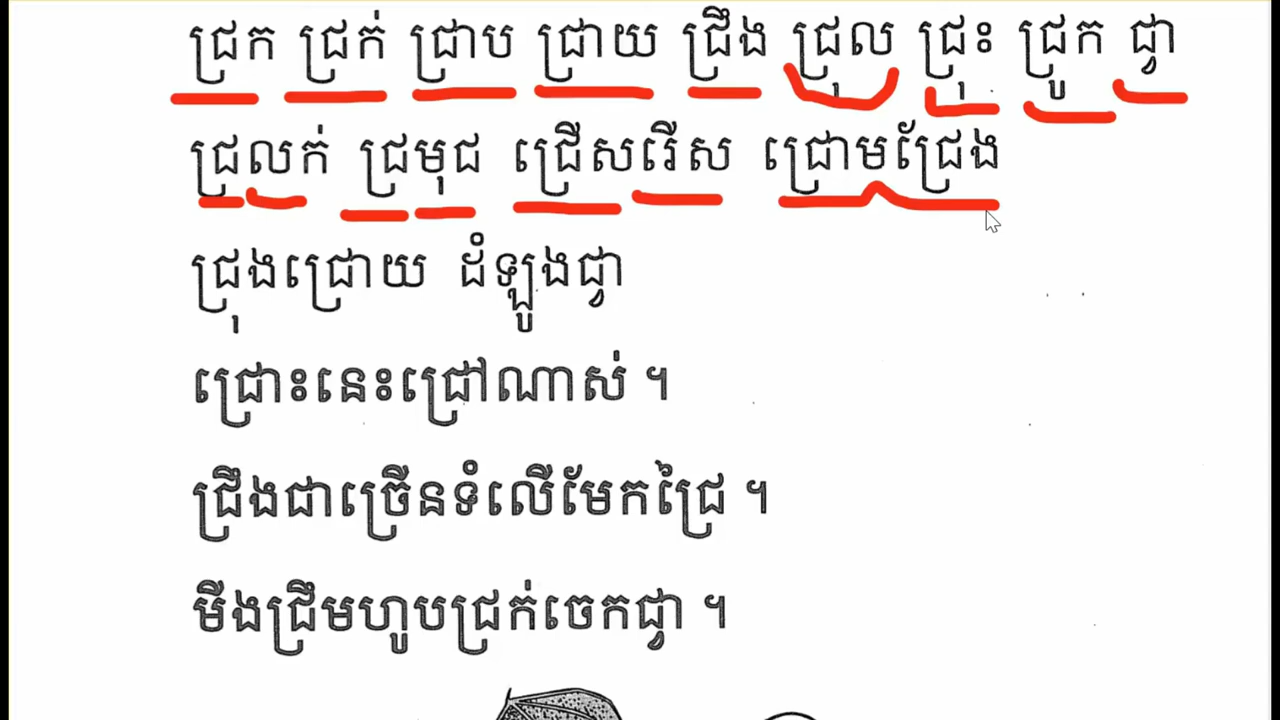 ជ្រក ជ្រក់ ជ្រាប ជ្រាយ ជ្រឹង ជ្រុល ជ្រុះ ជ្រូក ជ្វា
ជ្រលក់ ជ្រមុជ ជ្រើសរើស ជ្រោមជ្រែង
ជ្រុងជ្រោយ ដំឡូងជ្វា
ជ្រោះនេះជ្រៅណាស់ ។
ជ្រឹងជាច្រើនទំលើមែកជ្រៃ ។
មីងជ្រឹមហូបជ្រក់ចេកជ្វា ។